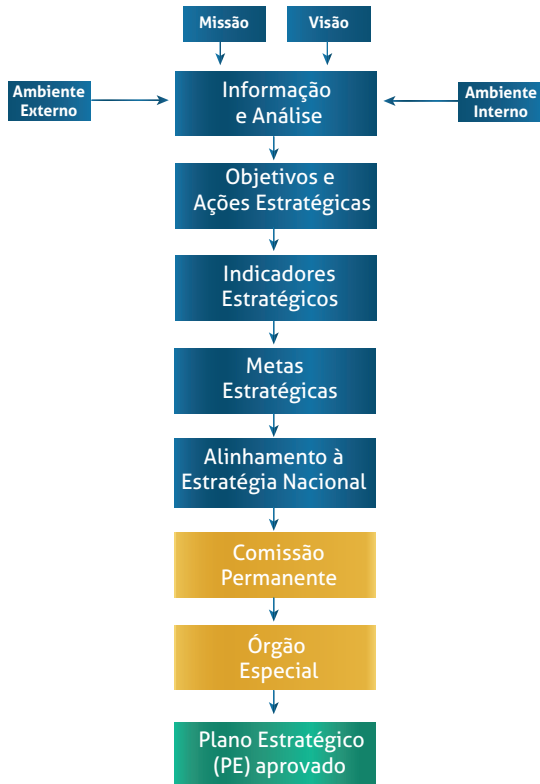 Missão
Visão
Ambiente
Externo
Informação
e Análise
Ambiente
Interno
Objetivos e
Ações Estratégicas
Indicadores
Estratégicos
Metas
Estratégicas
Alinhamento à
Estratégia Nacional
Comissão
Permanente
Órgão
Especial
Plano Estratégico
(PE) aprovado